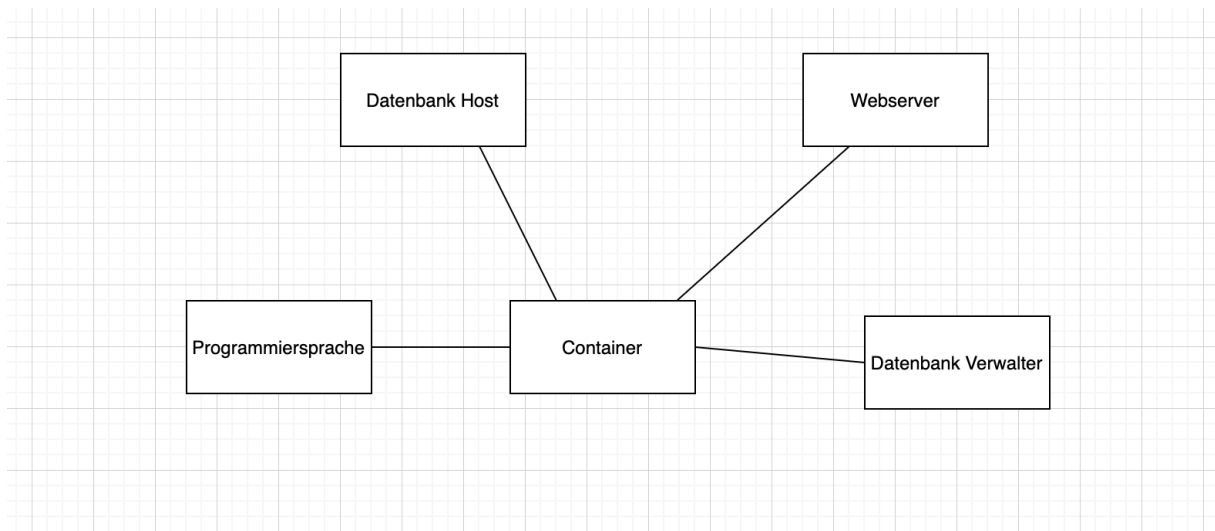 Datenbank Host
Webserver
Programmiersprache
Container
Datenbank Verwalter